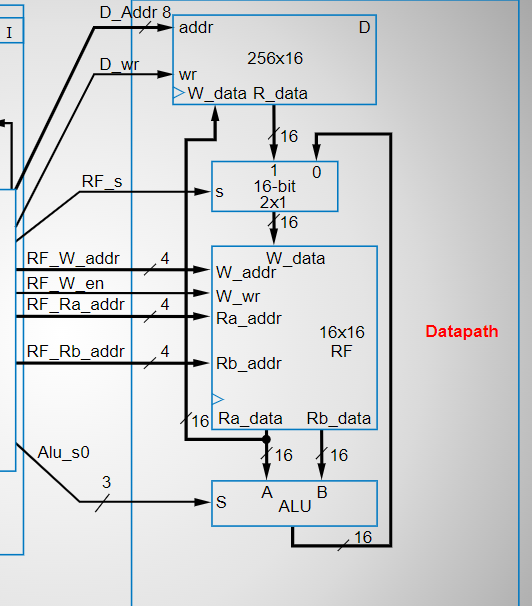 D_Addr 8
I
addr
D
256x16
D_wr
wr
W_data R_data
16
1
0
RF_s
s
16-bit
2x1
16
RF_W_addr
4
W_data
W_addr
RF_W_en
W_wr
RF_Ra_addr
4
Ra_addr
16x16
RF
Datapath
RF_Rb_addr
4
Rb_addr
16
Ra_data
Rb_data
16
16
Alu_s0
3
A
B
S
ALU
16